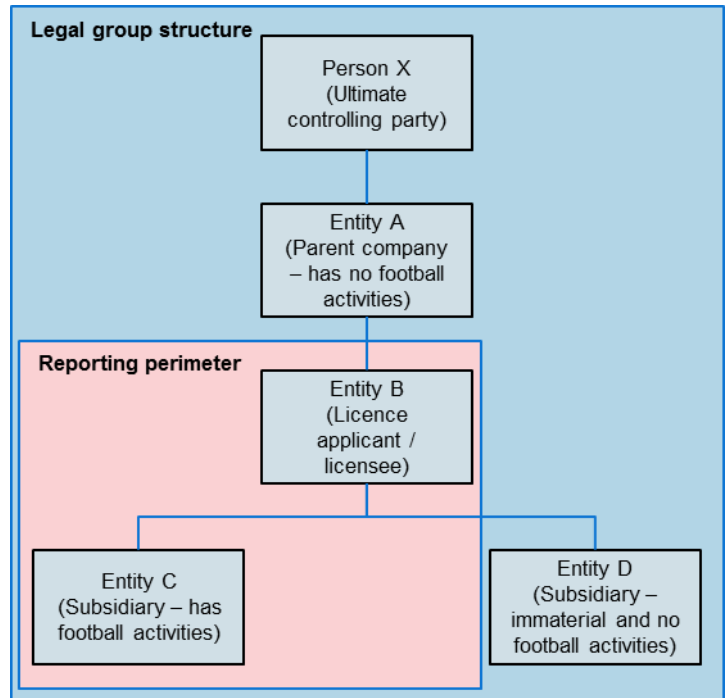 Legal group structure
Person X
(Ultimate
controlling party)
Entity A
(Parent company
– has no football
activities)
Reporting perimeter
Entity B
(Licence
applicant /
licensee)
Entity C
(Subsidiary – has
football activities)
Entity D
(Subsidiary –
immaterial and no
football activities)